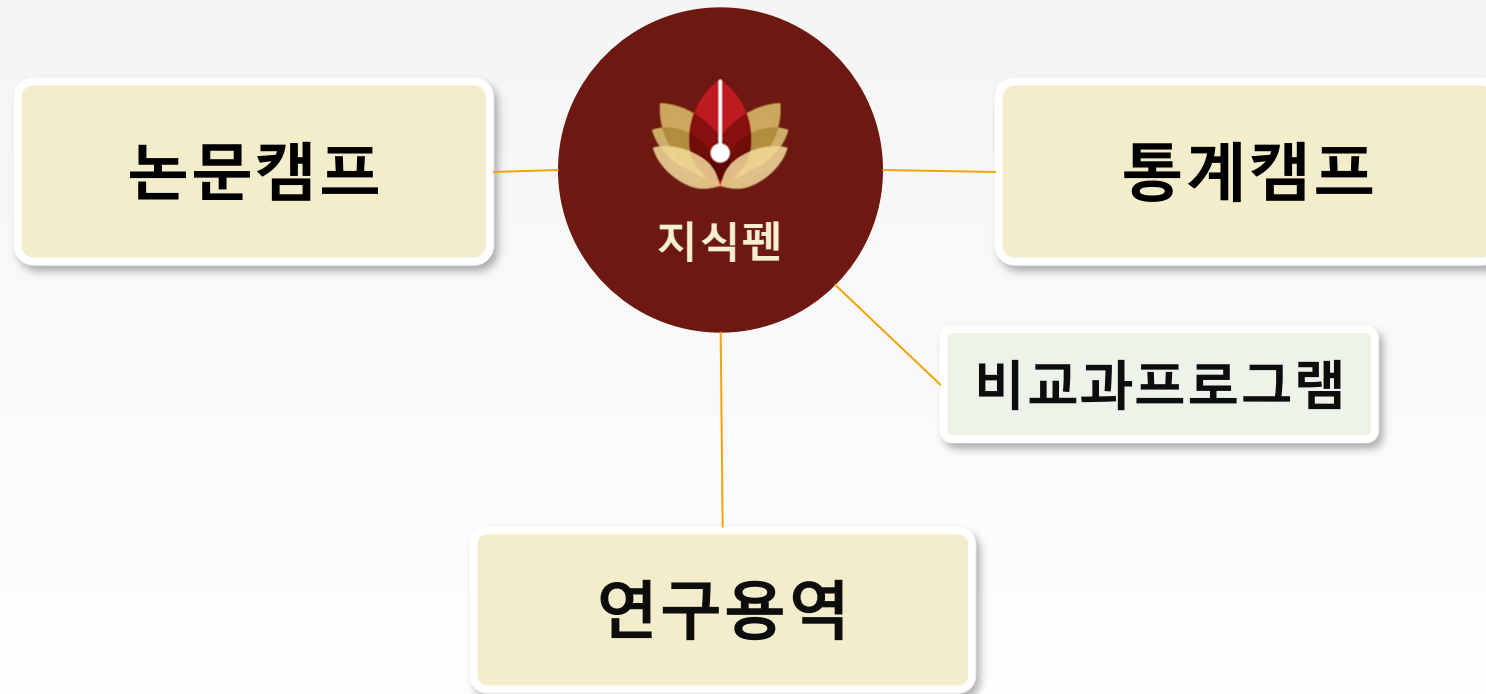 논문캠프
지식펜
통계캠프
비교과프로그램
연구용역